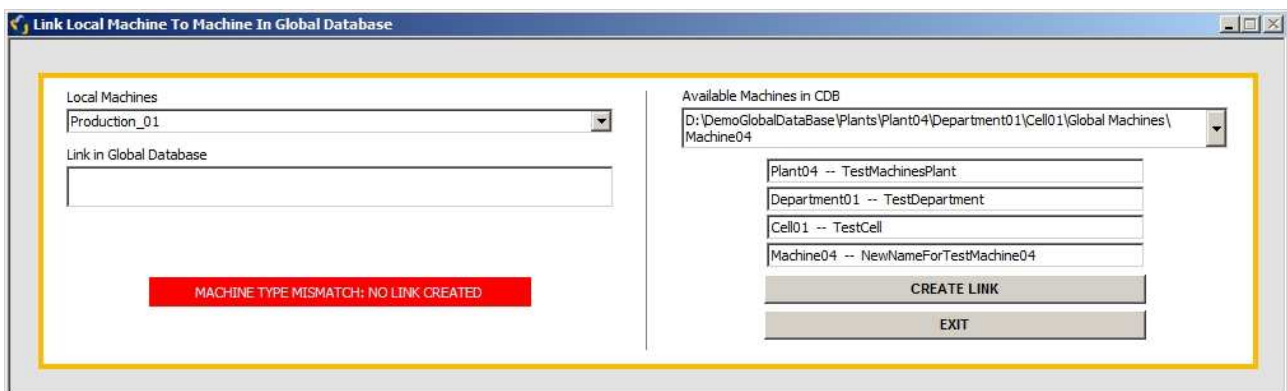 Link Local Machine To Machine In Global Database
Local Machines
Production_01
Link in Global Database
MACHINE TYPE MISMATCH: NO LINK CREATED
Available Machines in CDB
D:\DemoGlobalDataBase\Plants\Plant04\Department01\Cell01\Global Machines\
Machine04
Plant04 -- TestMachinesPlant
Department01 -- TestDepartment
Cell01 -- TestCell
Machine04 -- NewNameForTestMachine04
CREATE LINK
EXIT